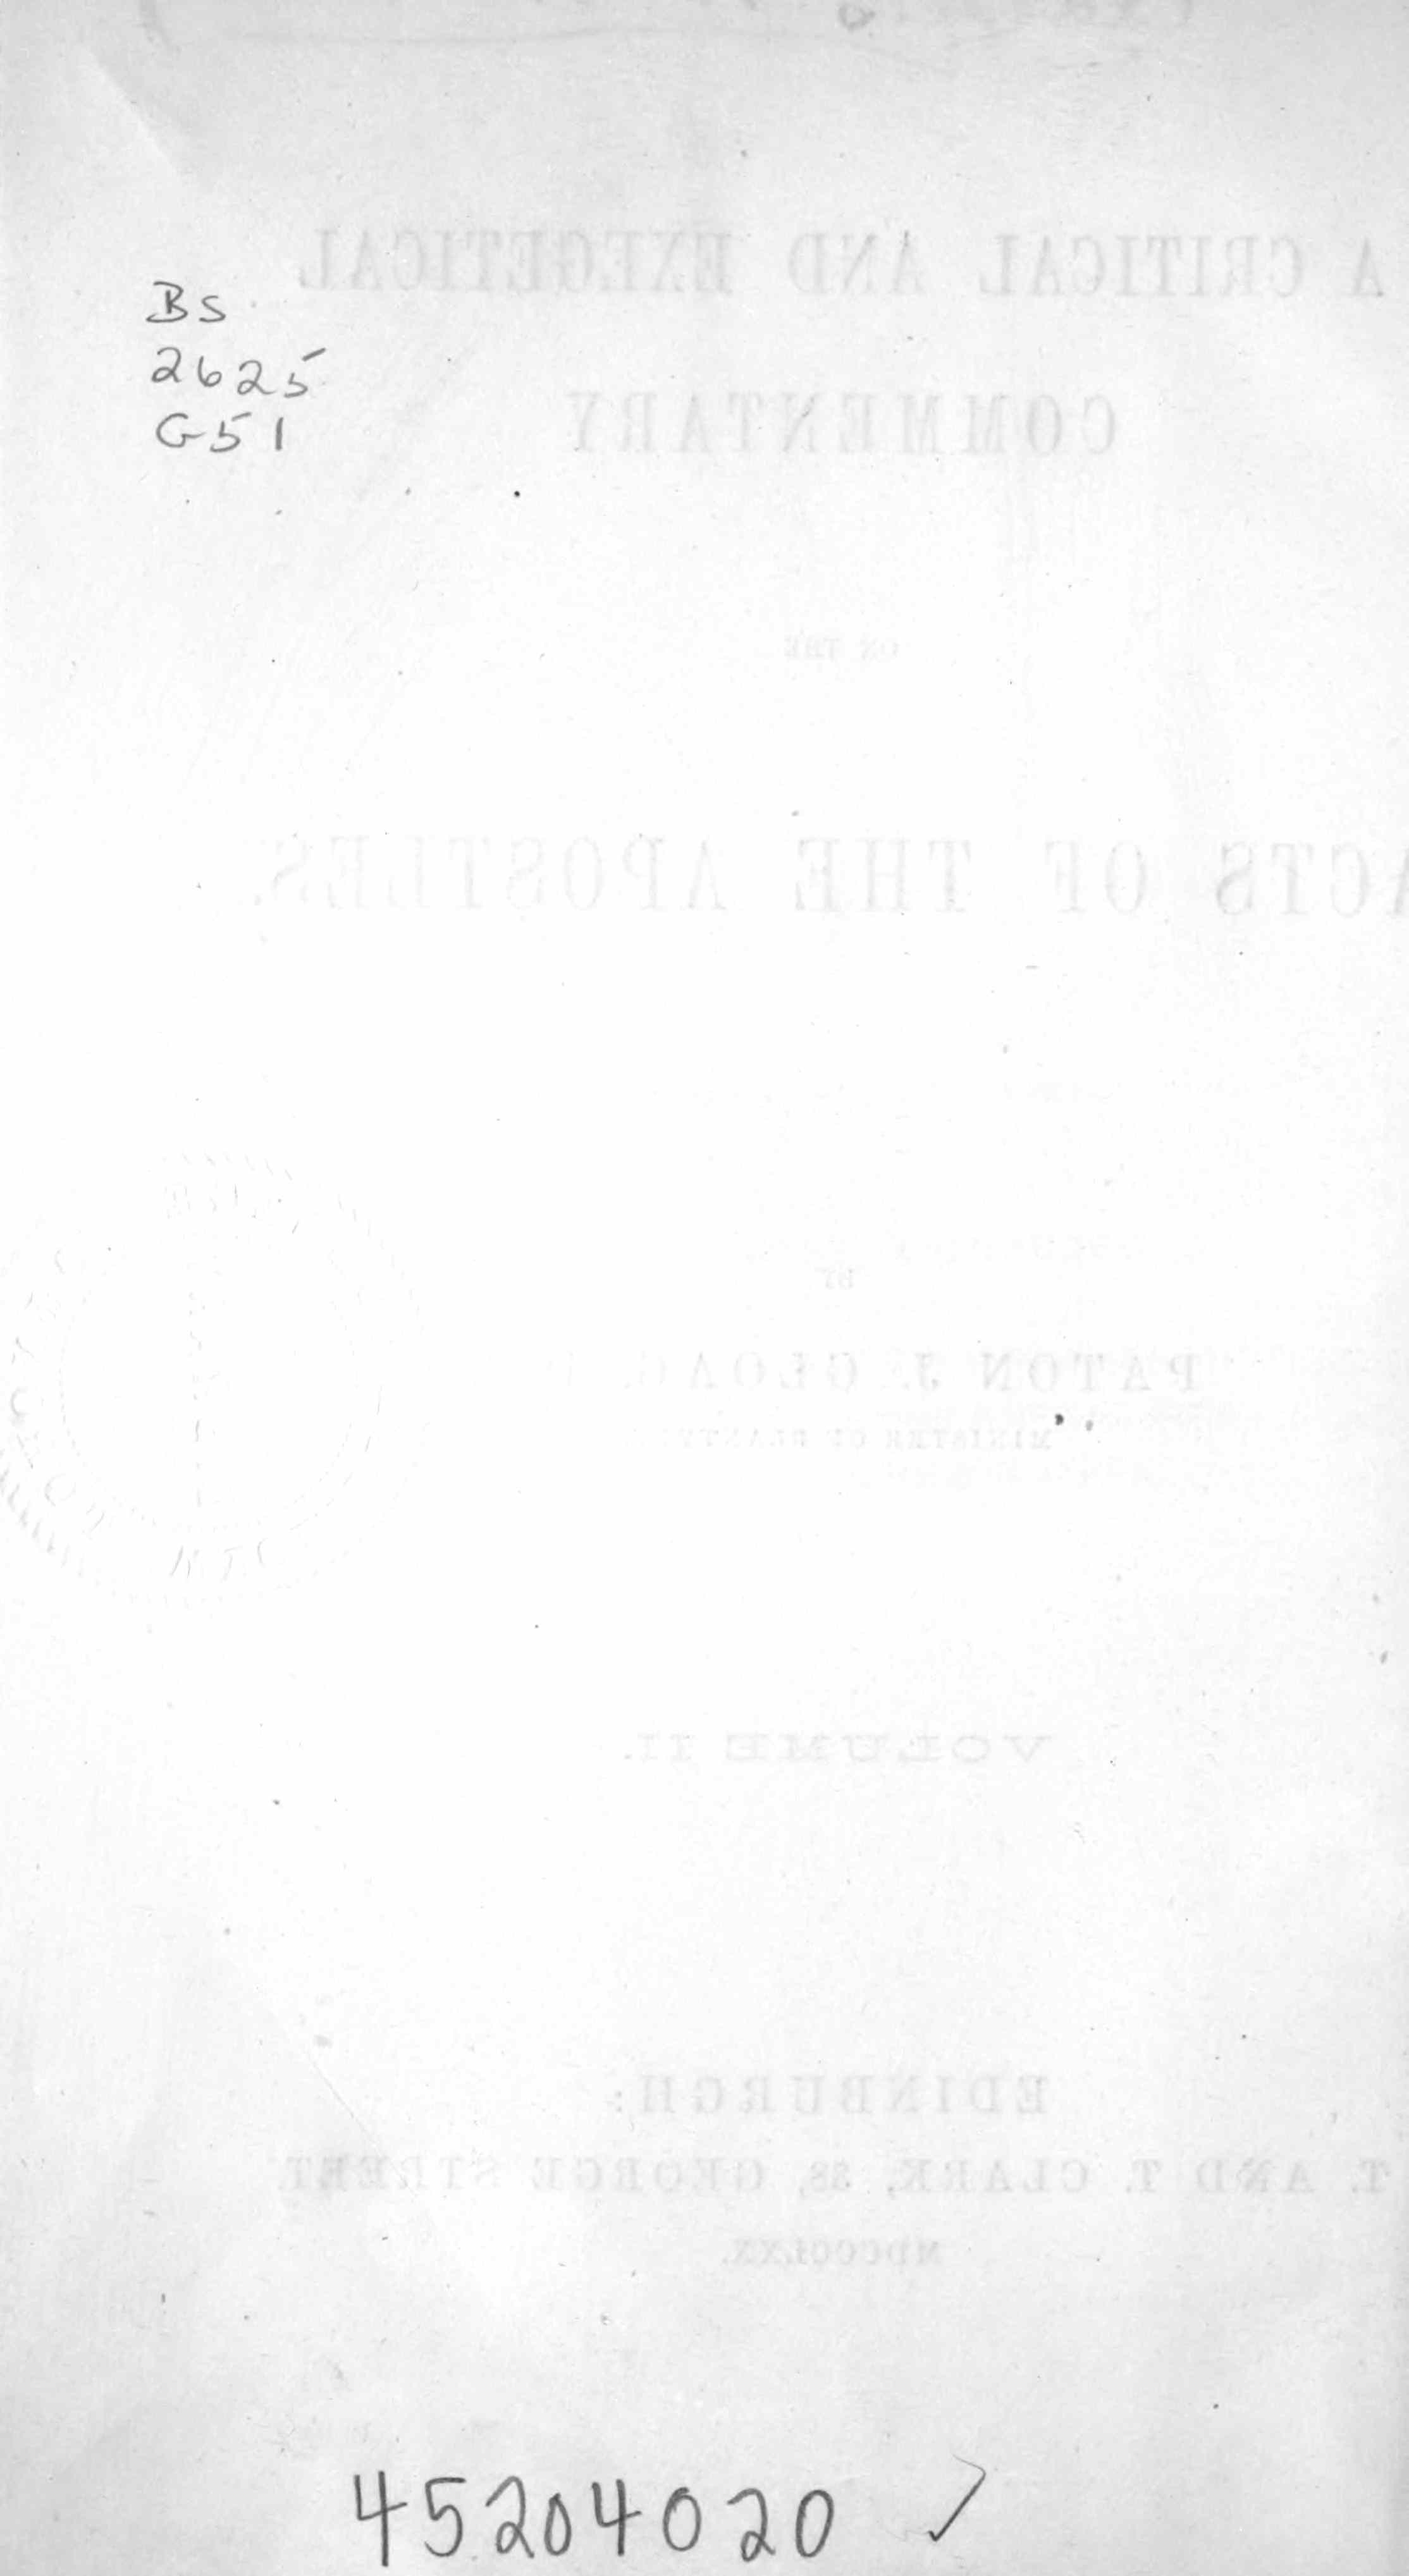 BS
2625
G51
A CRITICAL AND EXEGETICAL
COMMENTARY
ON THE
ACTS OF THE APOSTLES.
BY
PATON J. GLOAG
MINISTER OF
VOLUME II.
EDINBURGH:
T. AND T. CLARK, 38, GEORGE STREET.
MDCCCLXX.
45204020 ✓